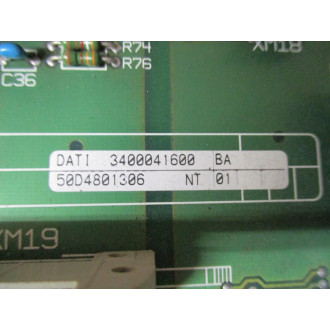 R74
XM18
C36
R76
DATI 3400041600 BA
50D4801306 NT 01
XM19